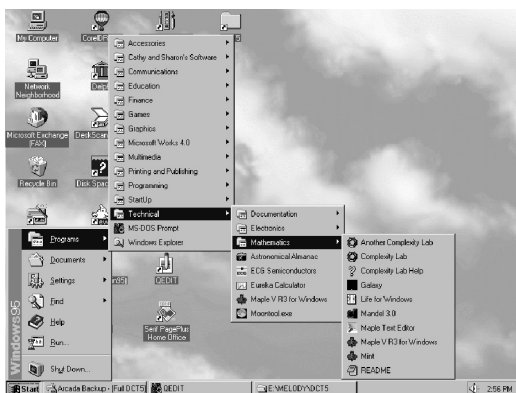 My Computer
Network Neighborhood
Microsoft Exchange (FAX)
Recycle Bin
Accessories
Cathy and Sharon's Software
Communications
Education
Finance
Games
Graphics
Microsoft Works 4.0
Multimedia
Printing and Publishing
Programming
StartUp
Technical
MS-DOS Prompt
Windows Explorer
Documentation
Electronics
Mathematics
Astronomical Almanac
ECG Semiconductors
Eureka Calculator
Maple V R3 for Windows
Moontool.exe
Another Complexity Lab
Complexity Lab
Complexity Lab Help
Galaxy
Life for Windows
Mandel 3.0
Maple Text Editor
Maple V R3 for Windows
Mint
README
Programs
Documents
Settings
Find
Help
Run...
Shut Down...
Windows95
QEDIT
Serif PagePlus
Home Office
Start
Arcada Backup - [Full DCT5]
QEDIT
E:\MELODY\DCT5
2:56 PM